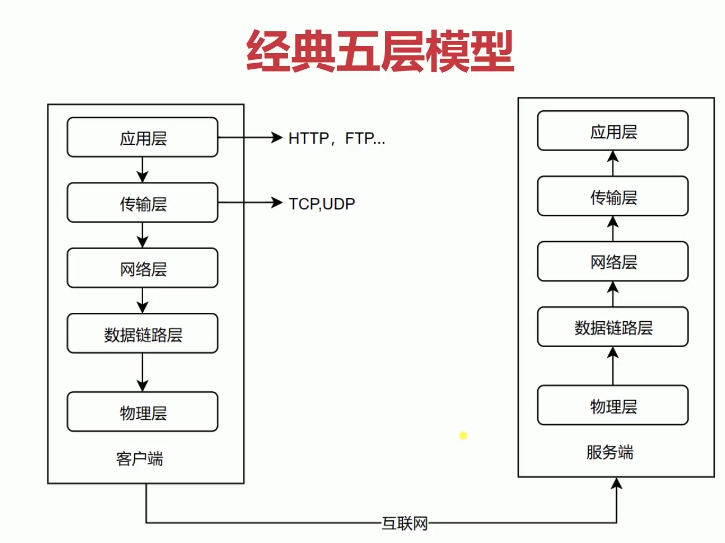 经典五层模型
应用层
HTTP，FTP...
传输层
TCP,UDP
网络层
数据链路层
物理层
客户端
应用层
传输层
网络层
数据链路层
物理层
服务端
互联网